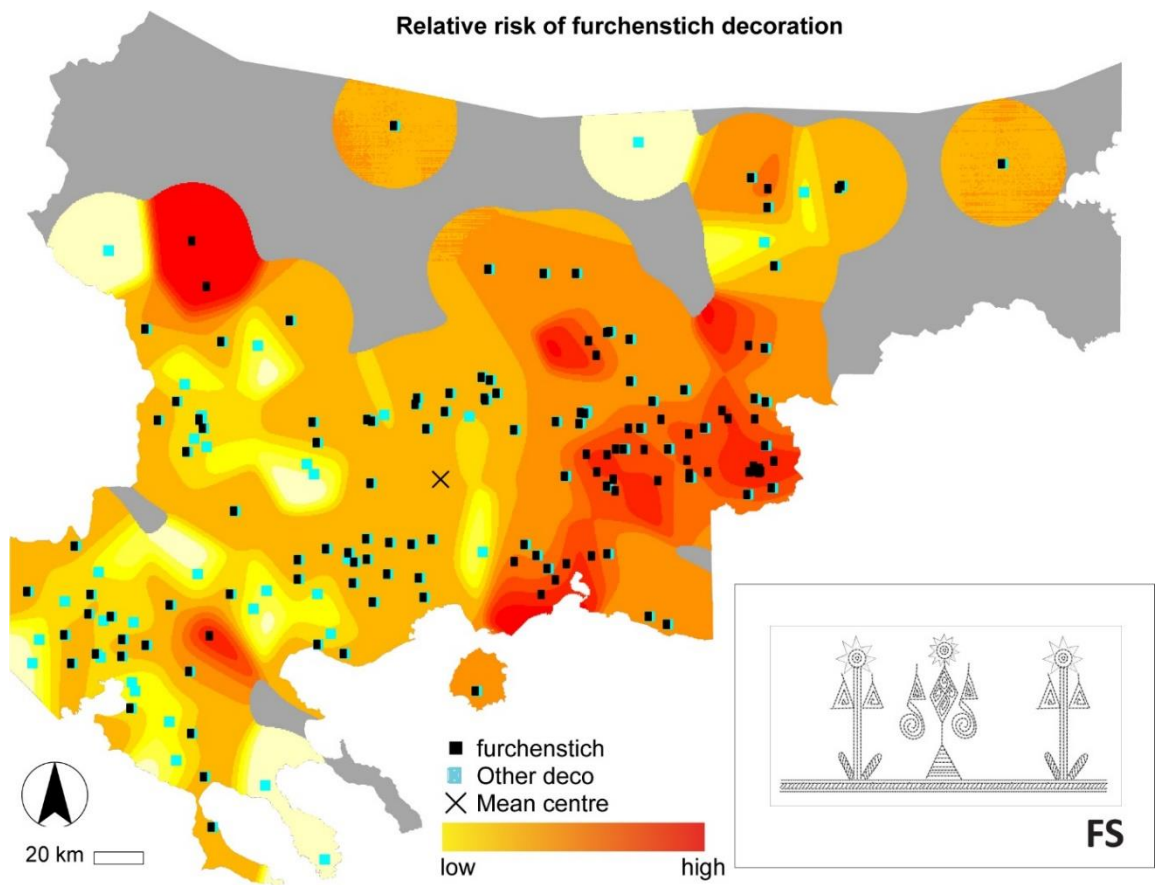 Relative risk of furchenstich decoration
furchenstich
Other deco
Mean centre
low high
20 km
FS